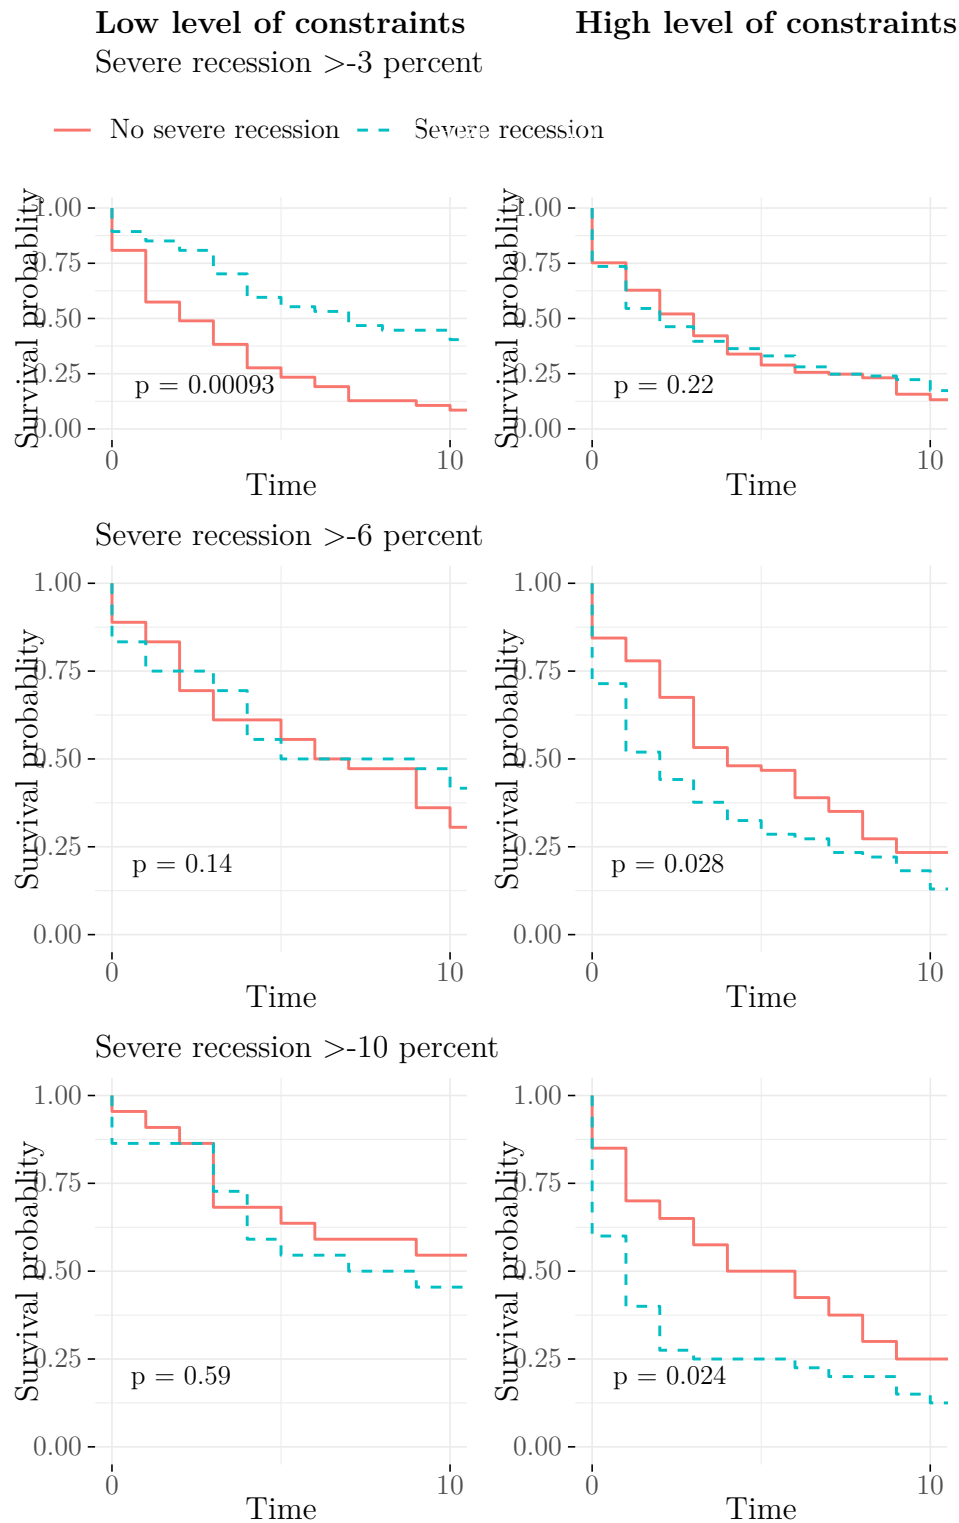 Low level of constraints
High level of constraints
Severe recession >-3 percent
No severe recession
Severe recession
Survival probablity
1.00
0.75
0.50
0.25
0.00
p = 0.00093
0
10
Time
Survival probablity
1.00
0.75
0.50
0.25
0.00
p = 0.22
0
10
Time
Severe recession >-6 percent
Survival probablity
1.00
0.75
0.50
0.25
0.00
p = 0.14
0
10
Time
Survival probablity
1.00
0.75
0.50
0.25
0.00
p = 0.028
0
10
Time
Severe recession >-10 percent
Survival probablity
1.00
0.75
0.50
0.25
0.00
p = 0.59
0
10
Time
Survival probablity
1.00
0.75
0.50
0.25
0.00
p = 0.024
0
10
Time